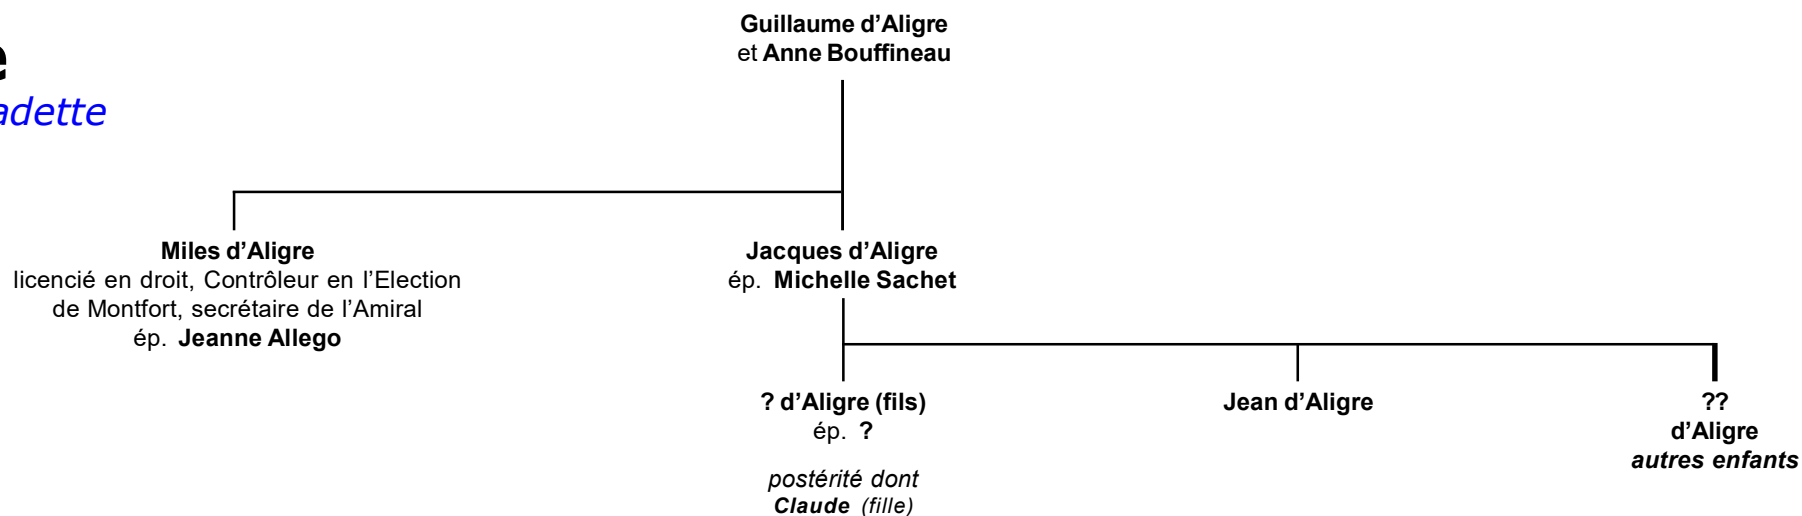 Guillaume d’Aligre
et Anne Bouffineau
Miles d’Aligre
licencié en droit, Contrôleur en l’Election
de Montfort, secrétaire de l’Amiral
ép. Jeanne Allego
Jacques d’Aligre
ép. Michelle Sachet
? d’Aligre (fils)
ép. ?
postérité dont
Claude (fille)
Jean d’Aligre
??
d’Aligre
autres enfants